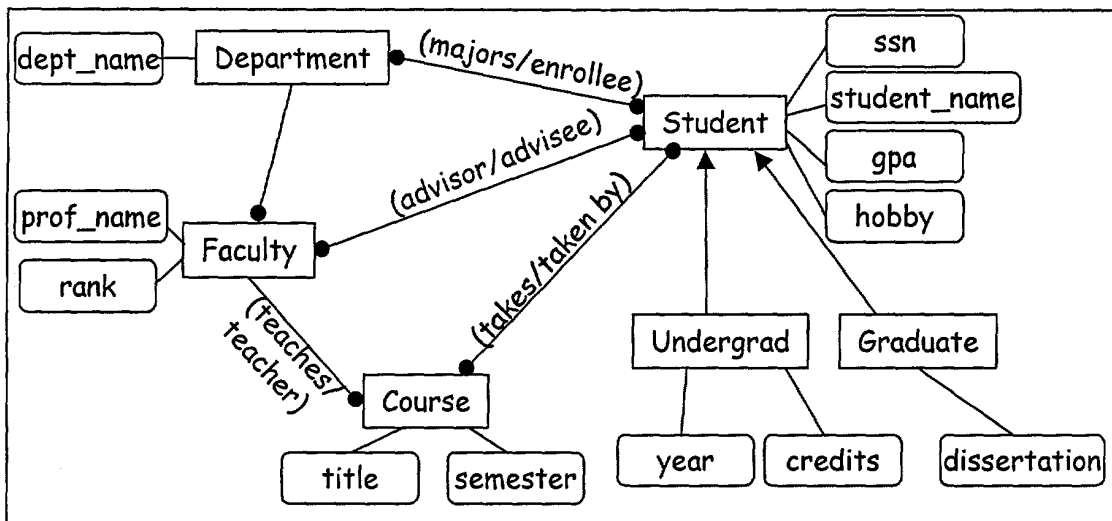 dept_name
Department
(majors/enrollee)
ssn
student_name
Student
gpa
hobby
(advisor/advisee)
prof_name
Faculty
rank
(takes/taken by)
(teaches/
teacher)
Undergrad
Graduate
Course
title
semester
year
credits
dissertation